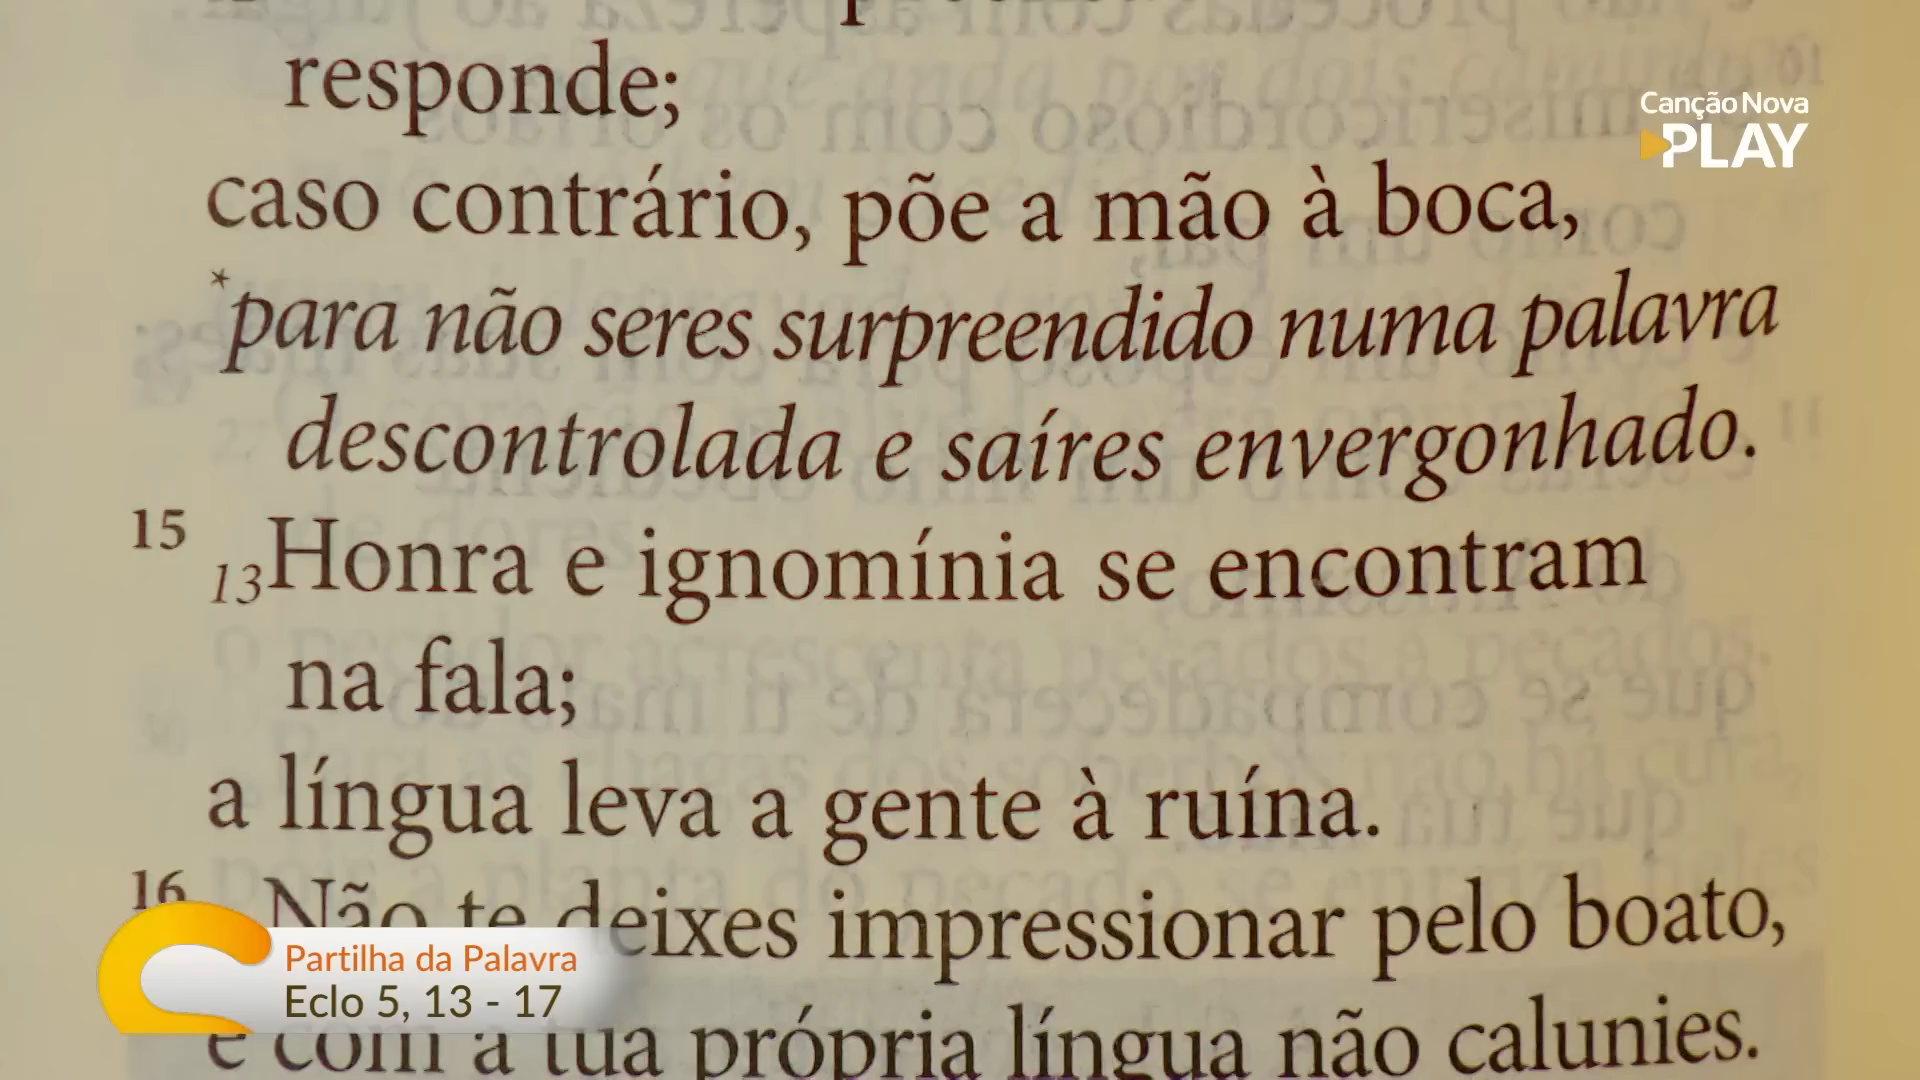 responde;
caso contrário, põe a mão à boca,
*para não seres surpreendido numa palavra
descontrolada e saíres envergonhado.
15 13Honra e ignomínia se encontram
na fala;
a língua leva a gente à ruína.
16 Não te deixes impressionar pelo boato,
e com a tua própria língua não calunies.
Canção Nova
PLAY
Partilha da Palavra
Eclo 5, 13 - 17